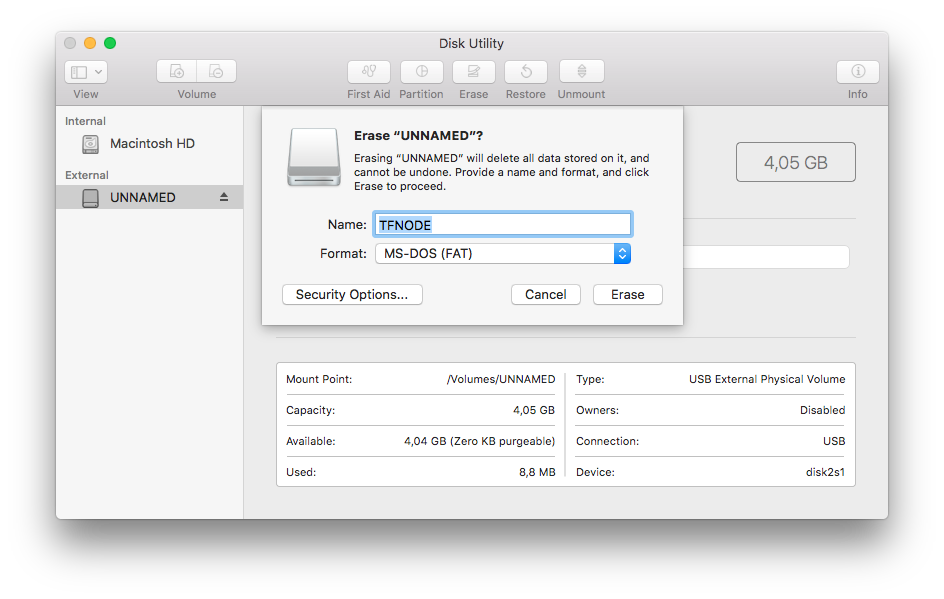 Disk Utility
View
Volume
First Aid
Partition
Erase
Restore
Unmount
Info
Internal
Macintosh HD
External
UNNAMED
Erase “UNNAMED”?
Erasing “UNNAMED” will delete all data stored on it, and
cannot be undone. Provide a name and format, and click
Erase to proceed.
Name: TFNODE
Format: MS-DOS (FAT)
Security Options...
Cancel
Erase
4,05 GB
Mount Point: /Volumes/UNNAMED
Capacity: 4,05 GB
Available: 4,04 GB (Zero KB purgeable)
Used: 8,8 MB
Type: USB External Physical Volume
Owners: Disabled
Connection: USB
Device: disk2s1